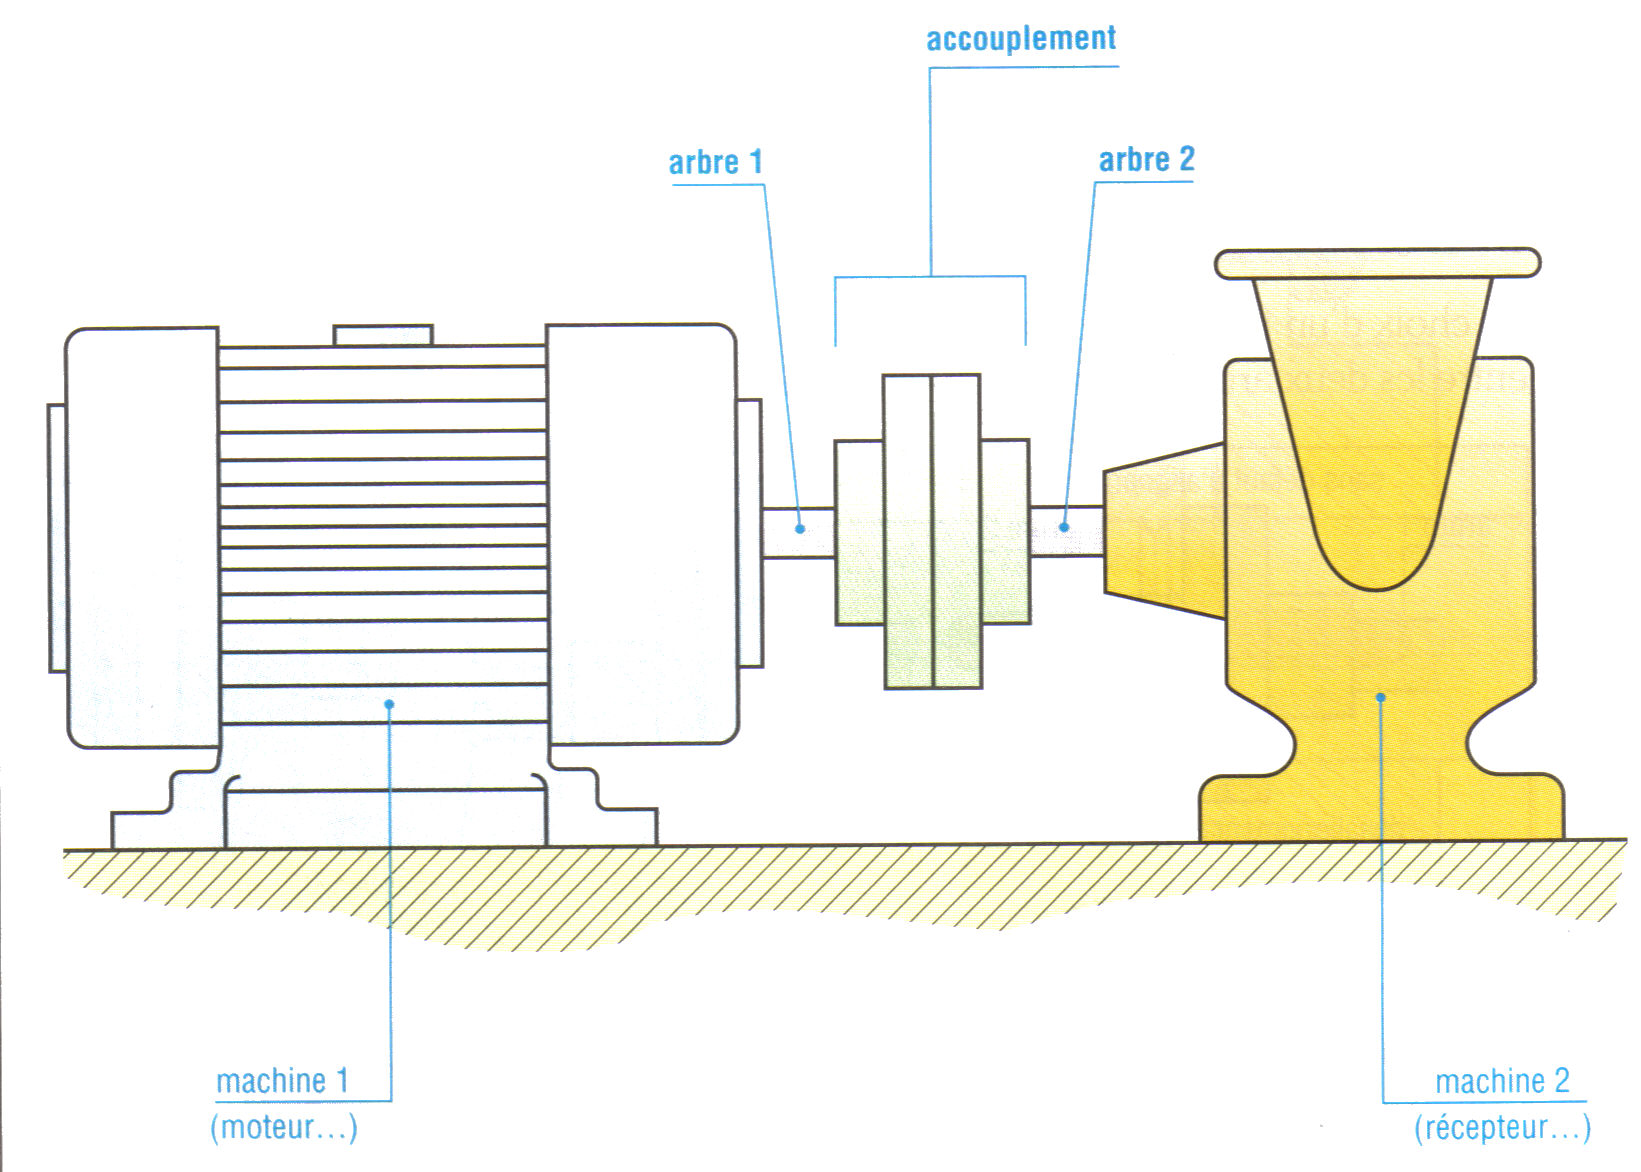 accouplement
arbre 1
arbre 2
machine 1
(moteur...)
machine 2
(récepteur...)